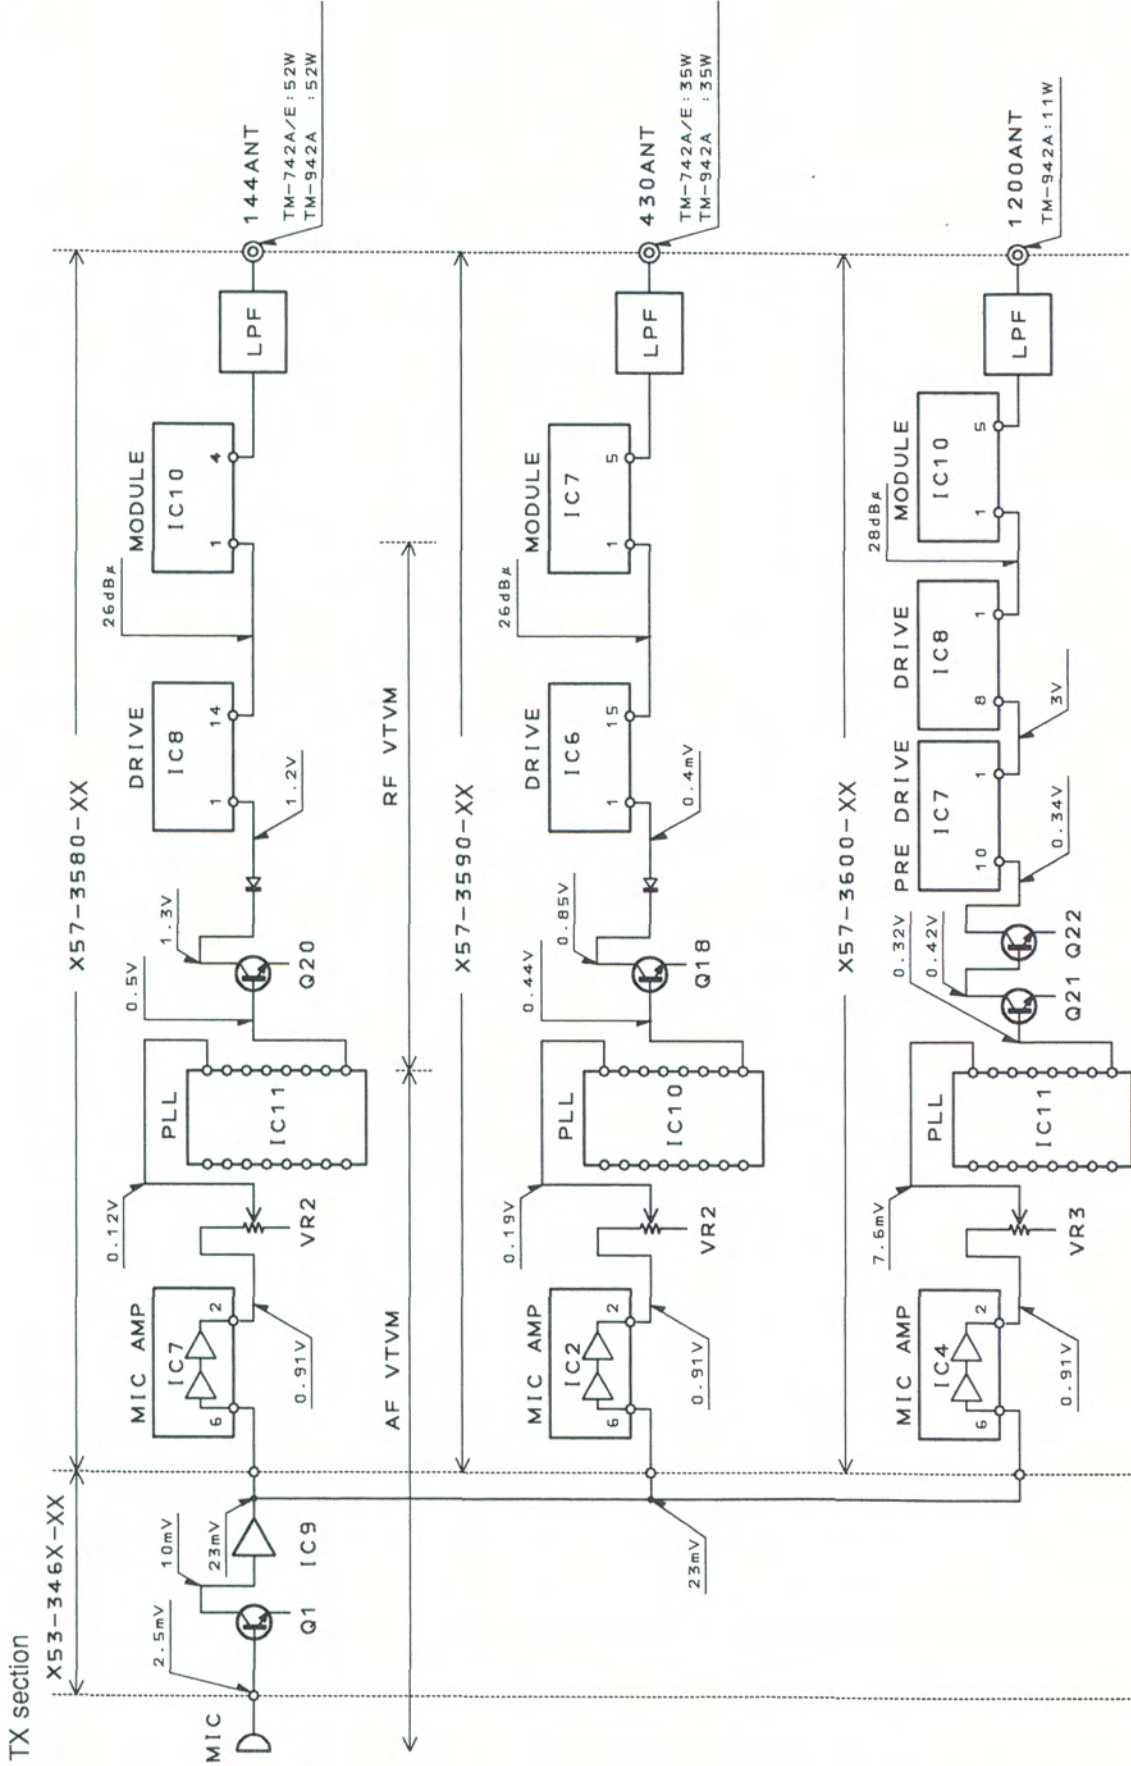 TX section
X53-346X-XX
X57-3580-XX
MIC
2.5mV
Q1
10mV
23mV
IC9
MIC AMP
IC7
6
2
0.91V
0.12V
VR2
PLL
IC11
0.5V
1.3V
Q20
1.2V
DRIVE
IC8
1
14
26dBμ
MODULE
IC10
1
4
LPF
144ANT
TM-742A/E:52W
TM-942A :52W
AF VTVM
RF VTVM
X57-3590-XX
23mV
MIC AMP
IC2
6
2
0.91V
0.19V
VR2
PLL
IC10
0.44V
0.85V
Q18
0.4mV
DRIVE
IC6
1
15
26dBμ
MODULE
IC7
1
5
LPF
430ANT
TM-742A/E:35W
TM-942A :35W
X57-3600-XX
MIC AMP
IC4
6
2
0.91V
7.6mV
VR3
PLL
IC11
0.32V
0.42V
Q21
Q22
0.34V
PRE DRIVE
IC7
10
1
3V
DRIVE
IC8
8
1
28dBμ
MODULE
IC10
1
5
LPF
1200ANT
TM-942A:11W